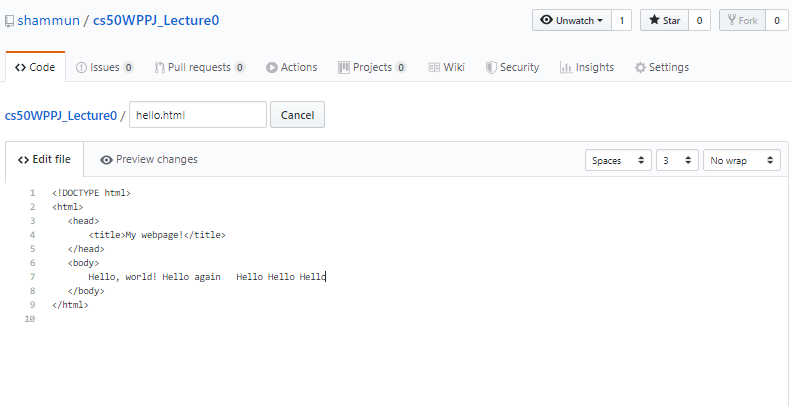 shammun / cs50WPPJ_Lecture0
Unwatch 1 Star 0 Fork 0
Code Issues 0 Pull requests 0 Actions Projects 0 Wiki Security Insights Settings
cs50WPPJ_Lecture0 / hello.html Cancel
Edit file Preview changes Spaces 3 No wrap
1 <!DOCTYPE html>
2 <html>
3 <head>
4 <title>My webpage!</title>
5 </head>
6 <body>
7 Hello, world! Hello again Hello Hello Hello
8 </body>
9 </html>
10